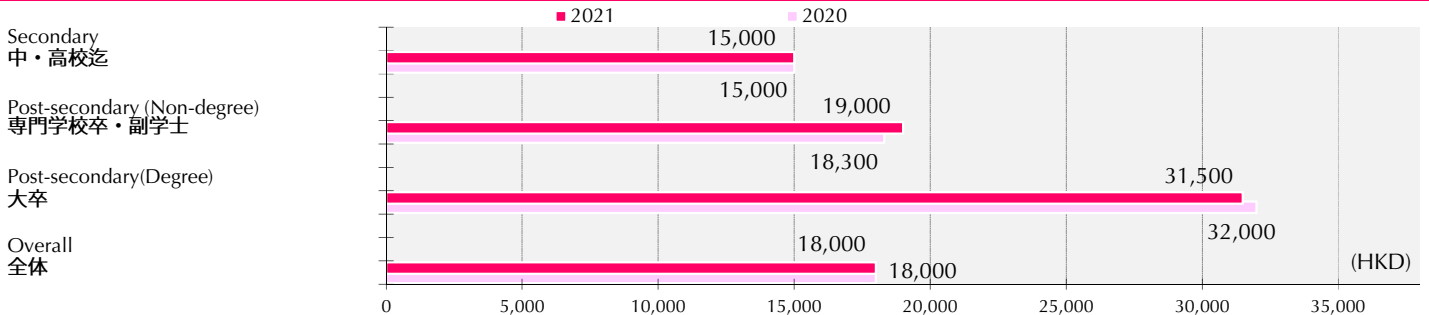 2021 2020
Secondary
中・高校迄
15,000
15,000
Post-secondary (Non-degree)
専門学校卒・副学士
19,000
18,300
Post-secondary(Degree)
大卒
31,500
32,000
Overall
全体
18,000
18,000
(HKD)
0 5,000 10,000 15,000 20,000 25,000 30,000 35,000